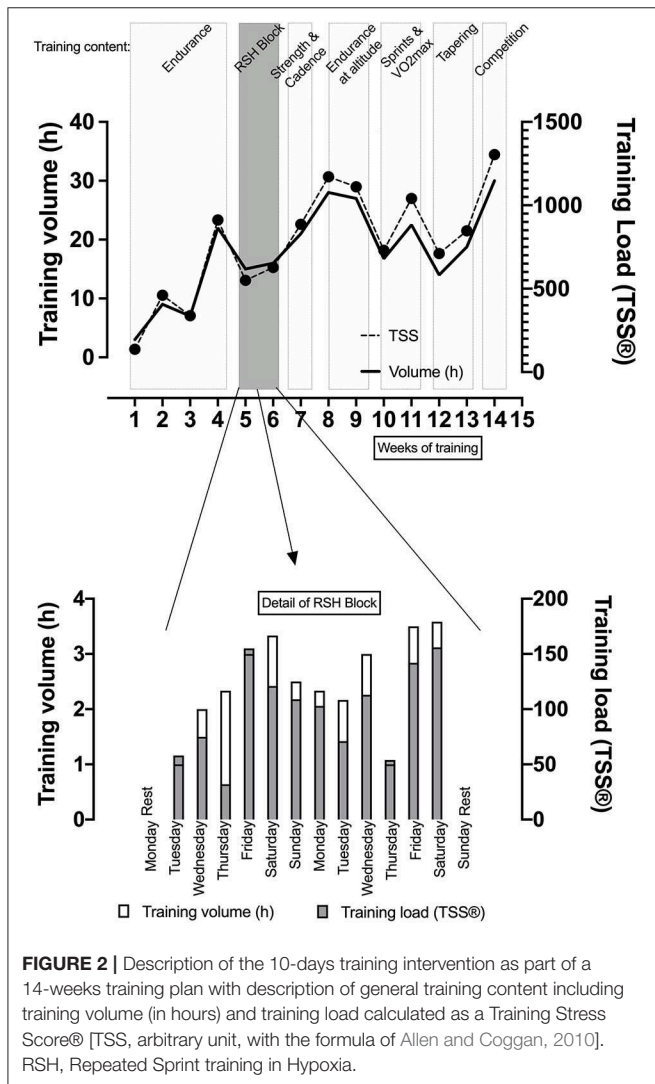 Training content:
Endurance
RSH Block
Strength &
Cadence
Endurance
at altitude
Sprints &
VO2max
Tapering
Competition
Training volume (h)
40
30
20
10
0
Training Load
(TSS®)
1500
1000
500
0
TSS
Volume (h)
1 2 3 4 5 6 7 8 9 10 11 12 13 14 15
Weeks of training
Detail of RSH Block
Training volume (h)
4
3
2
1
0
Training load
(TSS®)
200
150
100
50
0
Rest
Rest
Monday
Tuesday
Wednesday
Thursday
Friday
Saturday
Sunday
Monday
Tuesday
Wednesday
Thursday
Friday
Saturday
Sunday
Training volume (h) Training load (TSS®)
FIGURE 2 | Description of the 10-days training intervention as part of a
14-weeks training plan with description of general training content including
training volume (in hours) and training load calculated as a Training Stress
Score® [TSS, arbitrary unit, with the formula of Allen and Coggan, 2010].
RSH, Repeated Sprint training in Hypoxia.